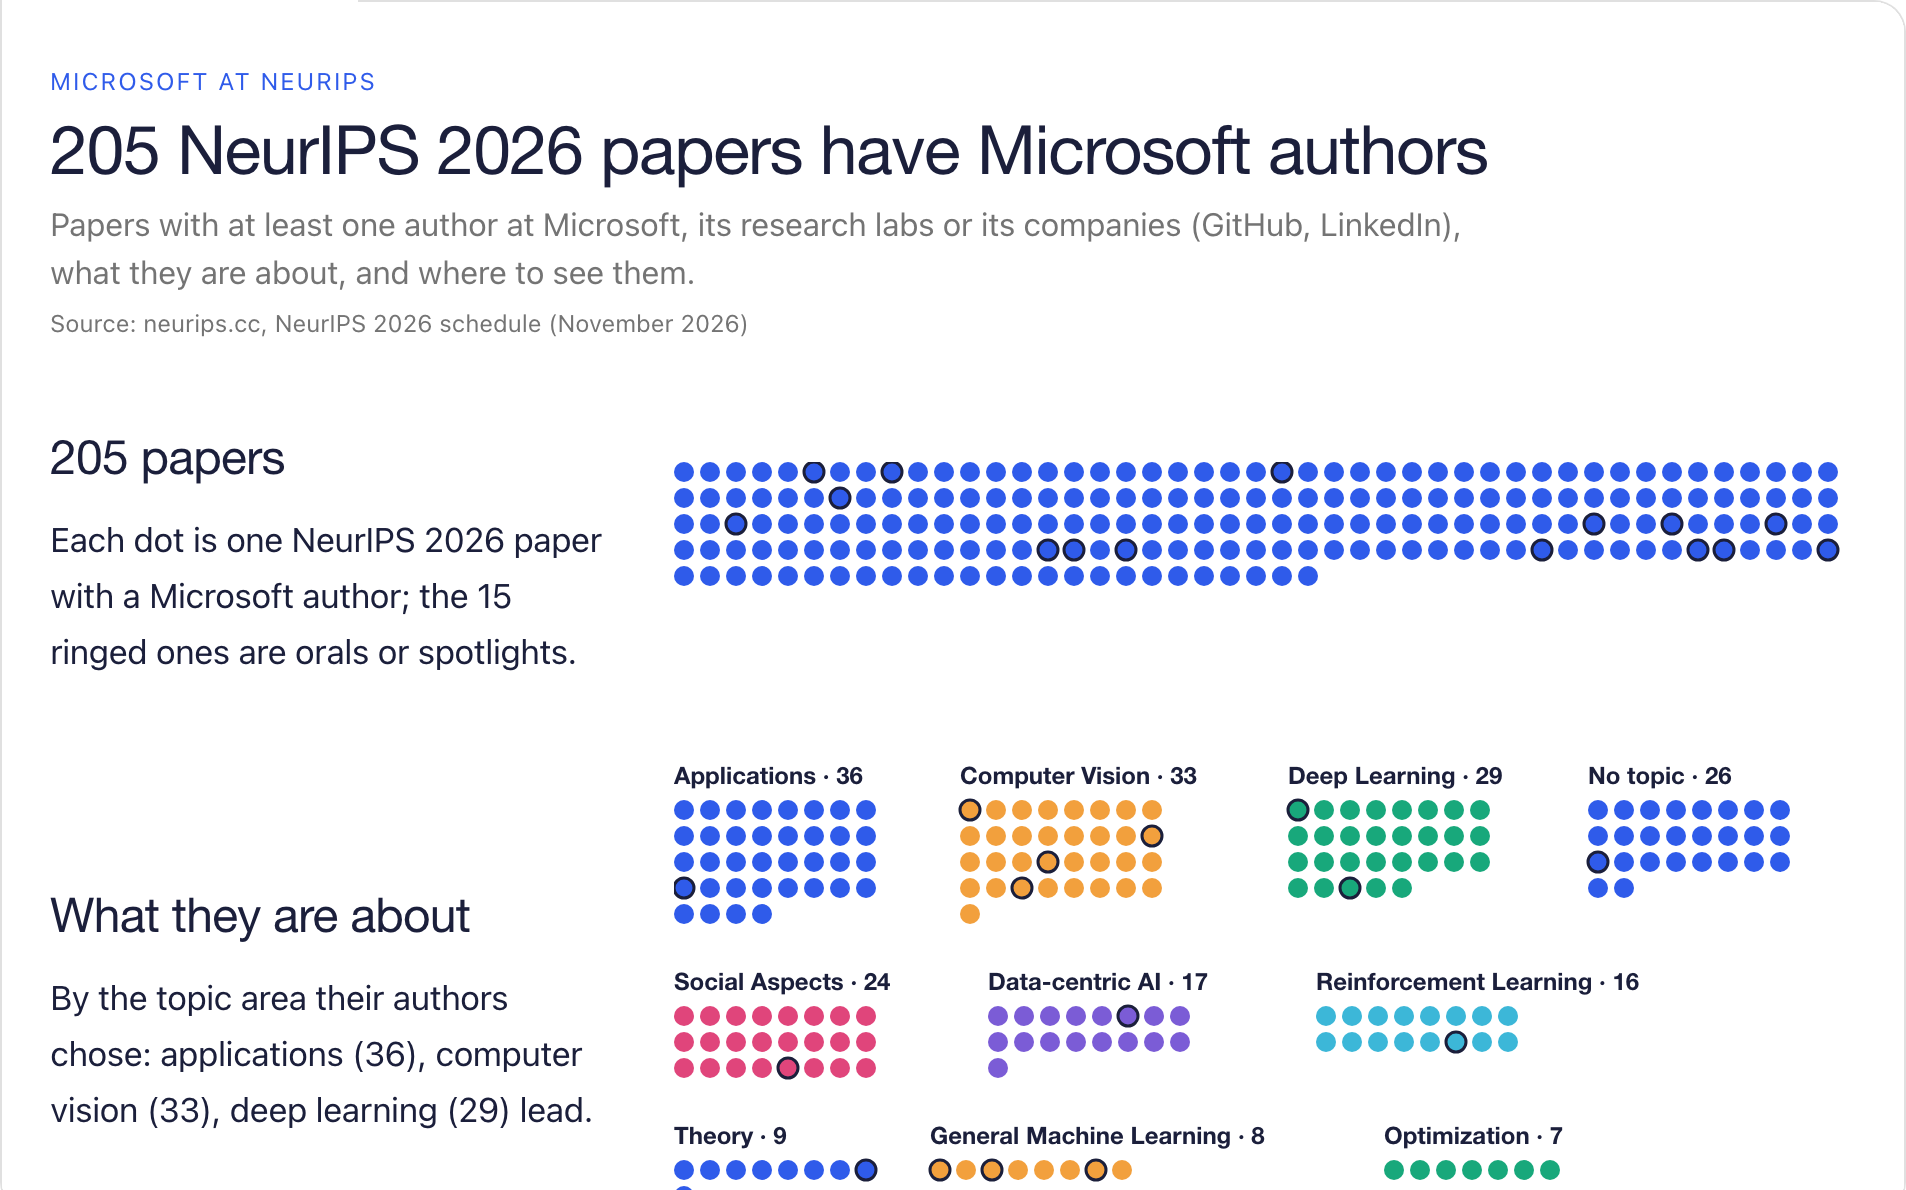 MICROSOFT AT NEURIPS
205 NeurIPS 2026 papers have Microsoft authors
Papers with at least one author at Microsoft, its research labs or its companies (GitHub, LinkedIn),
what they are about, and where to see them.
Source: neurips.cc, NeurIPS 2026 schedule (November 2026)
205 papers
Each dot is one NeurIPS 2026 paper
with a Microsoft author; the 15
ringed ones are orals or spotlights.
What they are about
By the topic area their authors
chose: applications (36), computer
vision (33), deep learning (29) lead.
Applications · 36
Computer Vision · 33
Deep Learning · 29
No topic · 26
Social Aspects · 24
Data-centric AI · 17
Reinforcement Learning · 16
Theory · 9
General Machine Learning · 8
Optimization · 7